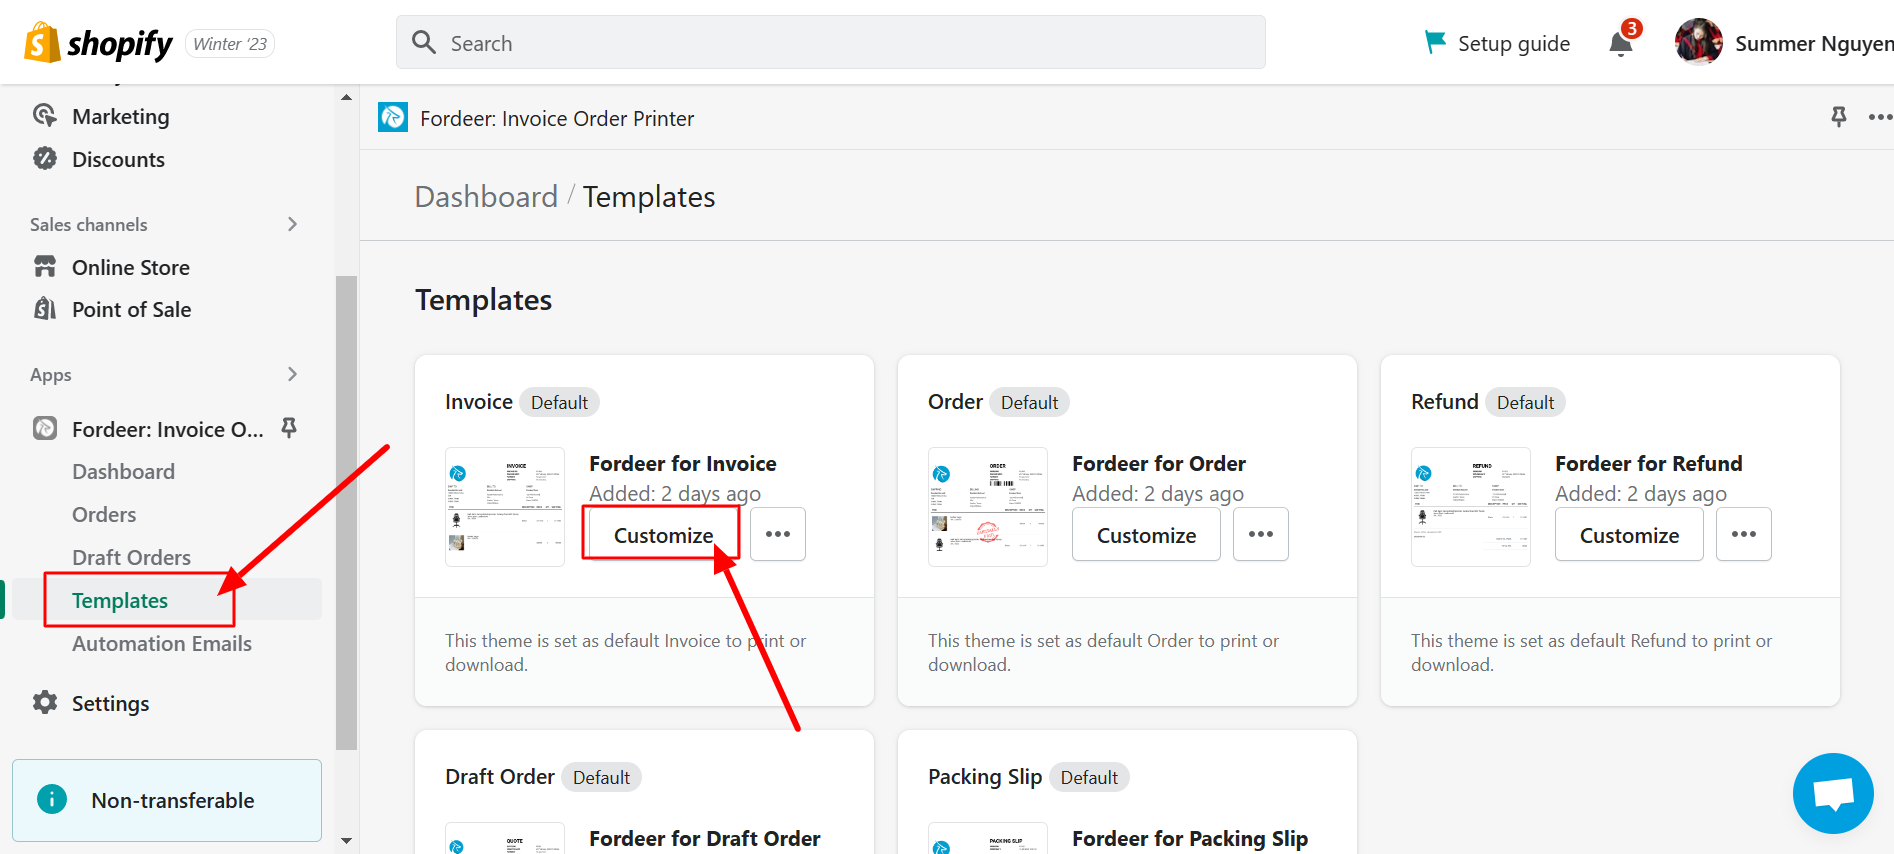 shopify
Winter '23
Search
Setup guide
3
Summer Nguyen
Marketing
Discounts
Sales channels
Online Store
Point of Sale
Apps
Fordeer: Invoice O...
Dashboard
Orders
Draft Orders
Templates
Automation Emails
Settings
Non-transferable
Fordeer: Invoice Order Printer
Dashboard / Templates
Templates
Invoice Default
INVOICE
Fordeer for Invoice
Added: 2 days ago
Customize
This theme is set as default Invoice to print or
download.
Order Default
ORDER
Fordeer for Order
Added: 2 days ago
Customize
This theme is set as default Order to print or
download.
Refund Default
REFUND
Fordeer for Refund
Added: 2 days ago
Customize
This theme is set as default Refund to print or
download.
Draft Order Default
QUOTE
Fordeer for Draft Order
Packing Slip Default
PACKING SLIP
Fordeer for Packing Slip